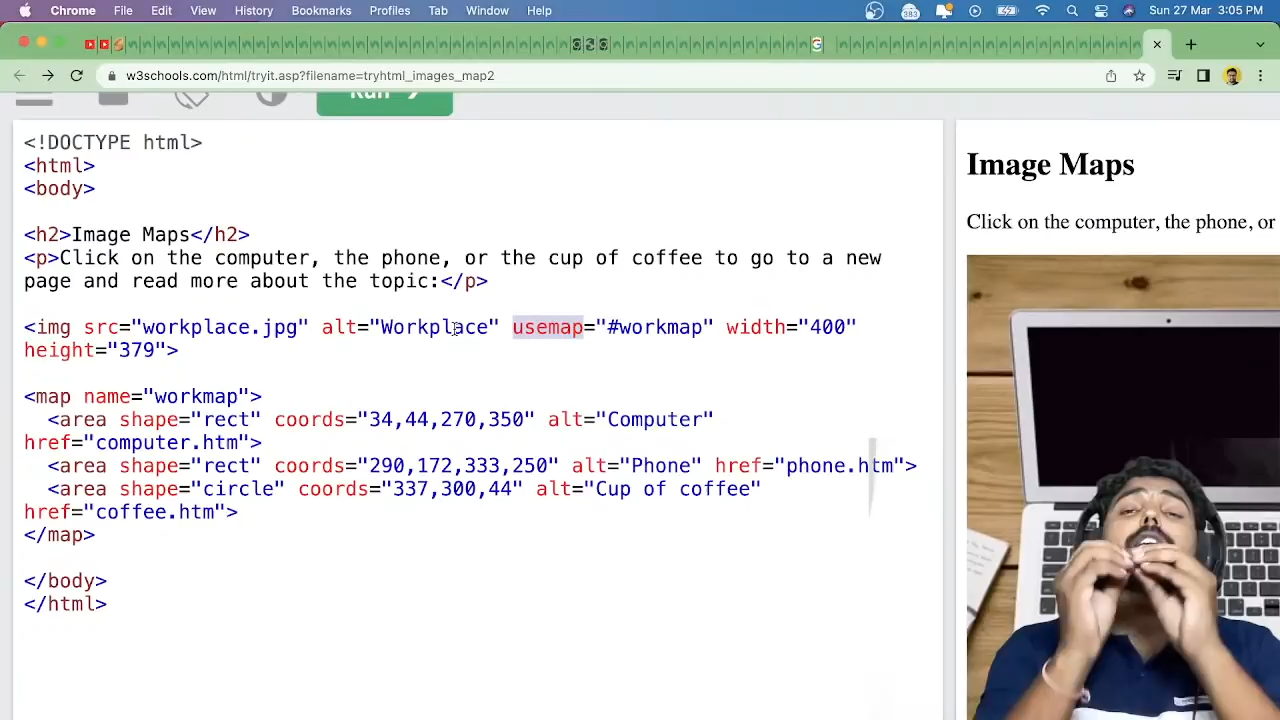 Chrome File Edit View History Bookmarks Profiles Tab Window Help 383 Sun 27 Mar 3:05 PM
w3schools.com/html/tryit.asp?filename=tryhtml_images_map2
Run
<!DOCTYPE html>
<html>
<body>
<h2>Image Maps</h2>
<p>Click on the computer, the phone, or the cup of coffee to go to a new
page and read more about the topic:</p>
<img src="workplace.jpg" alt="Workplace" usemap="#workmap" width="400"
height="379">
<map name="workmap">
<area shape="rect" coords="34,44,270,350" alt="Computer"
href="computer.htm">
<area shape="rect" coords="290,172,333,250" alt="Phone" href="phone.htm">
<area shape="circle" coords="337,300,44" alt="Cup of coffee"
href="coffee.htm">
</map>
</body>
</html>
Image Maps
Click on the computer, the phone, or